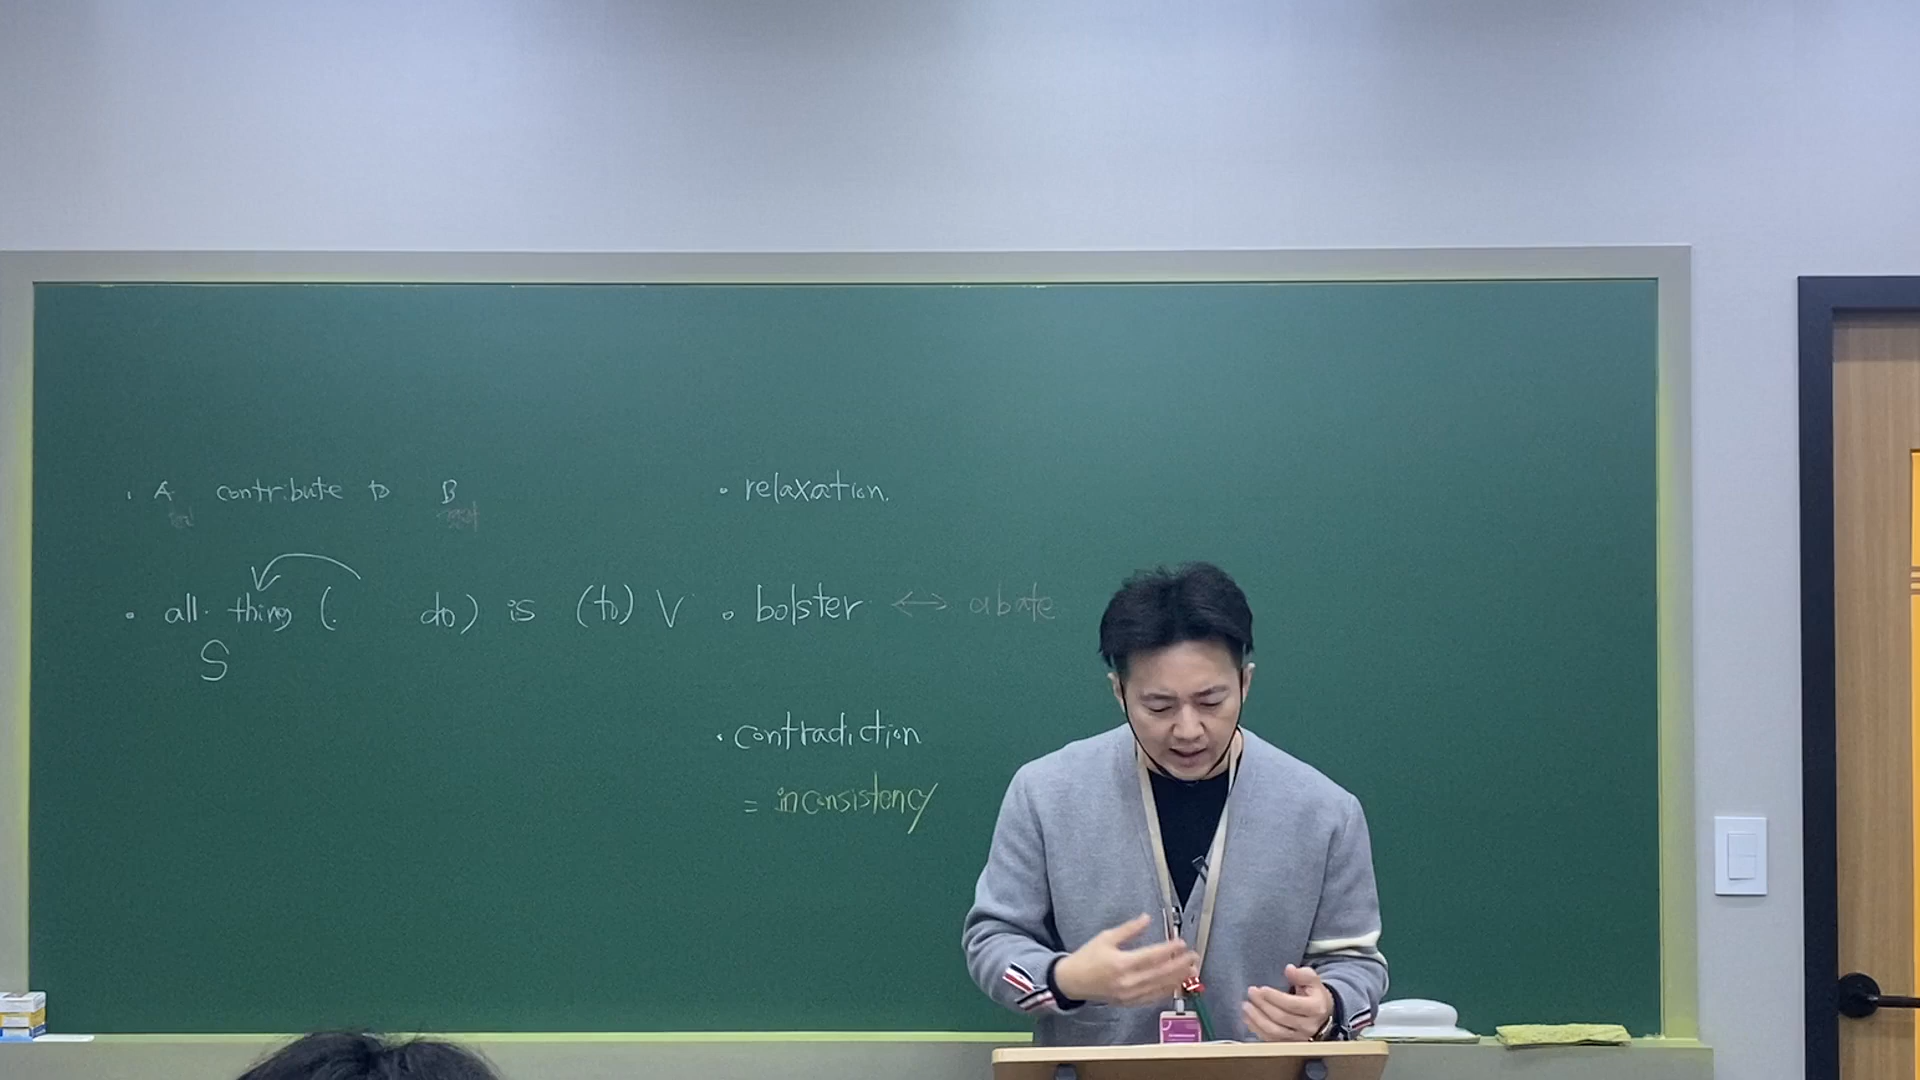 · A contribute to B
· all thing ( do) is (to) V
S
· relaxation.
· bolster ↔ abate
· contradiction
= inconsistency